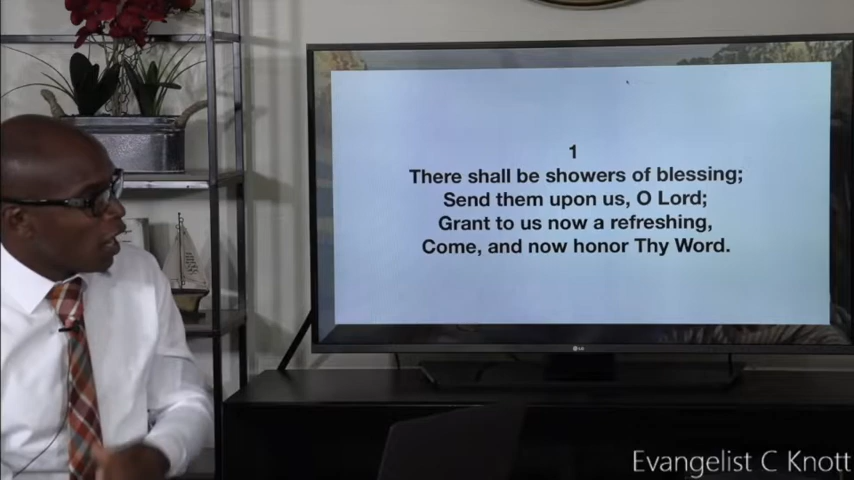 1
There shall be showers of blessing;
Send them upon us, O Lord;
Grant to us now a refreshing,
Come, and now honor Thy Word.
LG
Evangelist C Knott